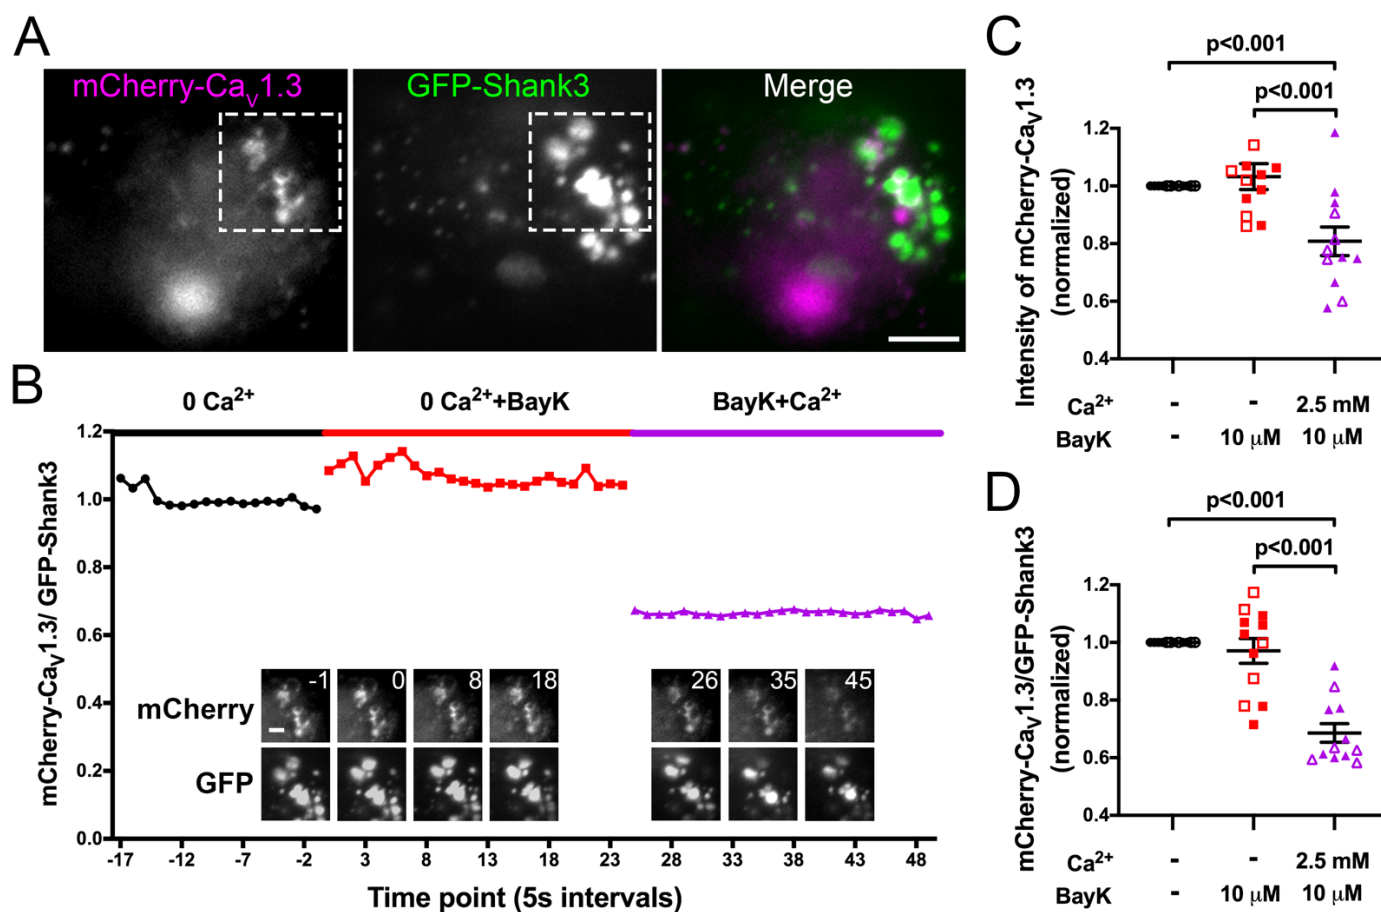 A
mCherry-CaV1.3
GFP-Shank3
Merge
B
0 Ca2+
0 Ca2++BayK
BayK+Ca2+
mCherry-CaV1.3/ GFP-Shank3
1.2
1.0
0.8
0.6
0.4
0.2
0.0
mCherry
-1
0
8
18
26
35
45
GFP
-17
-12
-7
-2
3
8
13
18
23
28
33
38
43
48
Time point (5s intervals)
C
p<0.001
p<0.001
Intensity of mCherry-CaV1.3
(normalized)
1.2
1.0
0.8
0.6
0.4
Ca2+
-
-
2.5 mM
BayK
-
10 μM
10 μM
D
p<0.001
p<0.001
mCherry-CaV1.3/GFP-Shank3
(normalized)
1.2
1.0
0.8
0.6
0.4
Ca2+
-
-
2.5 mM
BayK
-
10 μM
10 μM